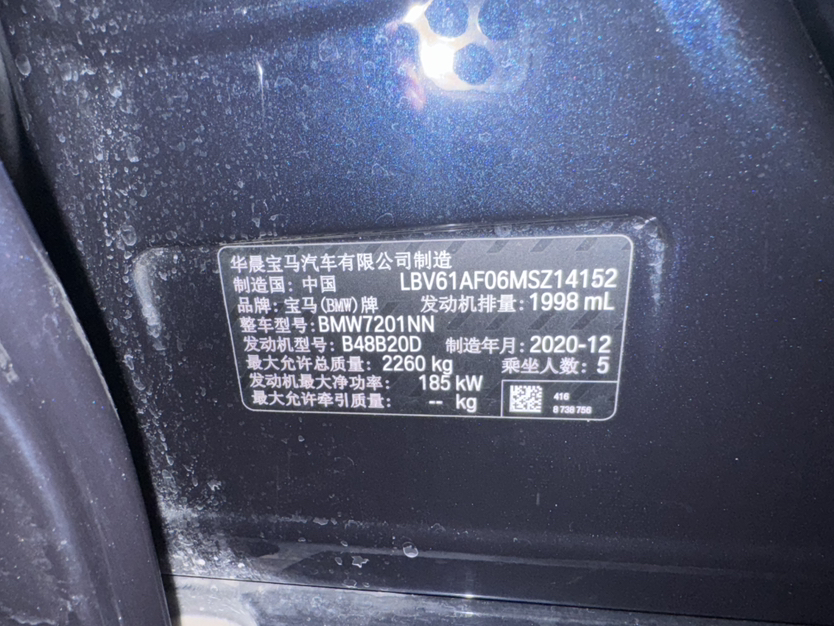 华晨宝马汽车有限公司制造
制造国: 中国 LBV61AF06MSZ14152
品牌: 宝马(BMW)牌 发动机排量: 1998 mL
整车型号: BMW7201NN
发动机型号: B48B20D 制造年月: 2020-12
最大允许总质量: 2260 kg 乘坐人数: 5
发动机最大净功率: 185 kW
最大允许牵引质量: -- kg
416
8 738 756